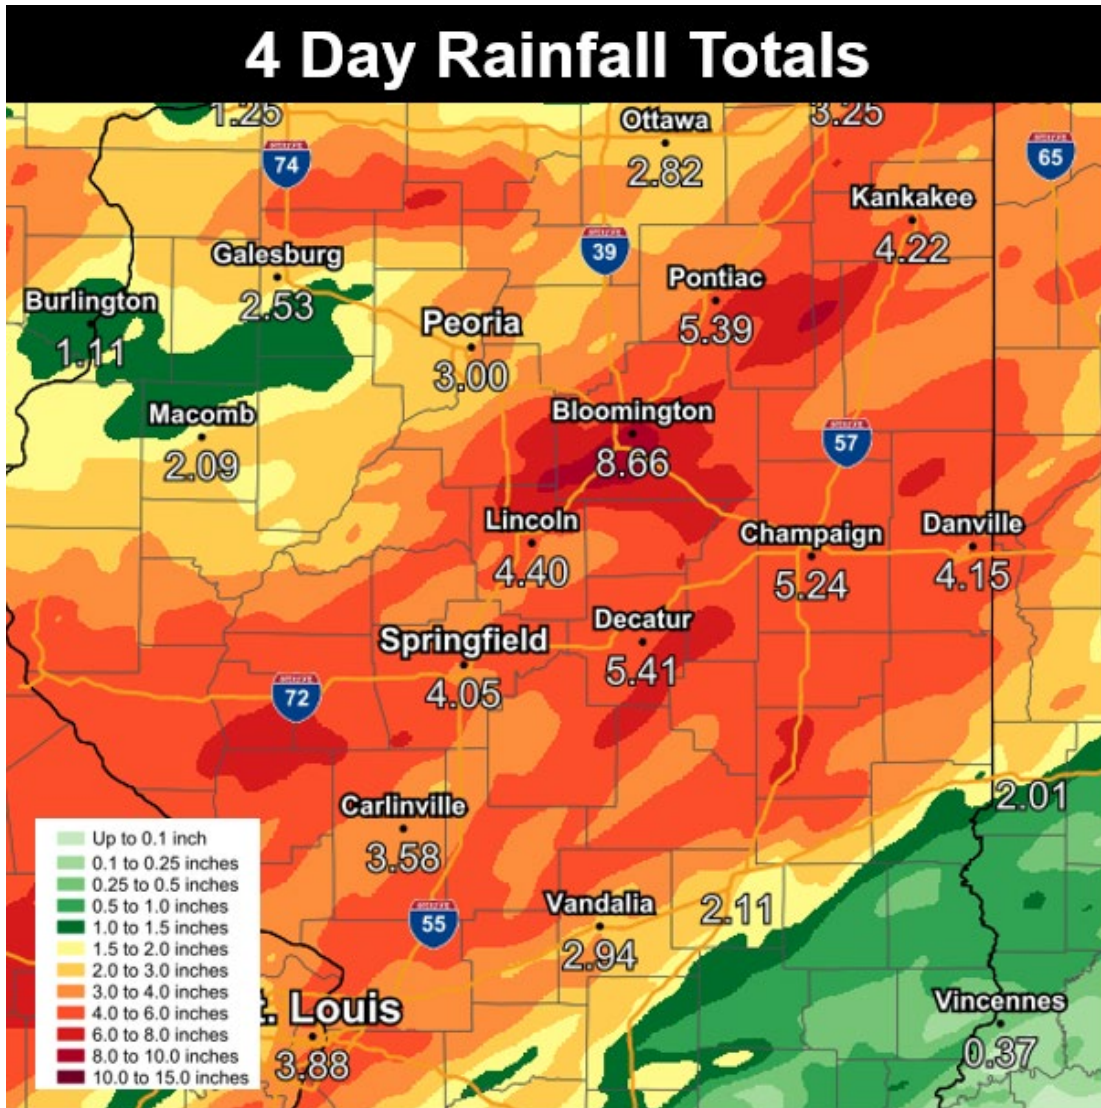 4 Day Rainfall Totals
1.25
Ottawa
2.82
3.25
74
65
Kankakee
4.22
39
Galesburg
2.53
Pontiac
5.39
Burlington
1.11
Peoria
3.00
Macomb
2.09
Bloomington
8.66
57
Lincoln
4.40
Champaign
5.24
Danville
4.15
Decatur
5.41
Springfield
4.05
72
Carlinville
3.58
2.01
Up to 0.1 inch
0.1 to 0.25 inches
0.25 to 0.5 inches
0.5 to 1.0 inches
1.0 to 1.5 inches
1.5 to 2.0 inches
2.0 to 3.0 inches
3.0 to 4.0 inches
4.0 to 6.0 inches
6.0 to 8.0 inches
8.0 to 10.0 inches
10.0 to 15.0 inches
55
Vandalia
2.94
2.11
t. Louis
3.88
Vincennes
0.37